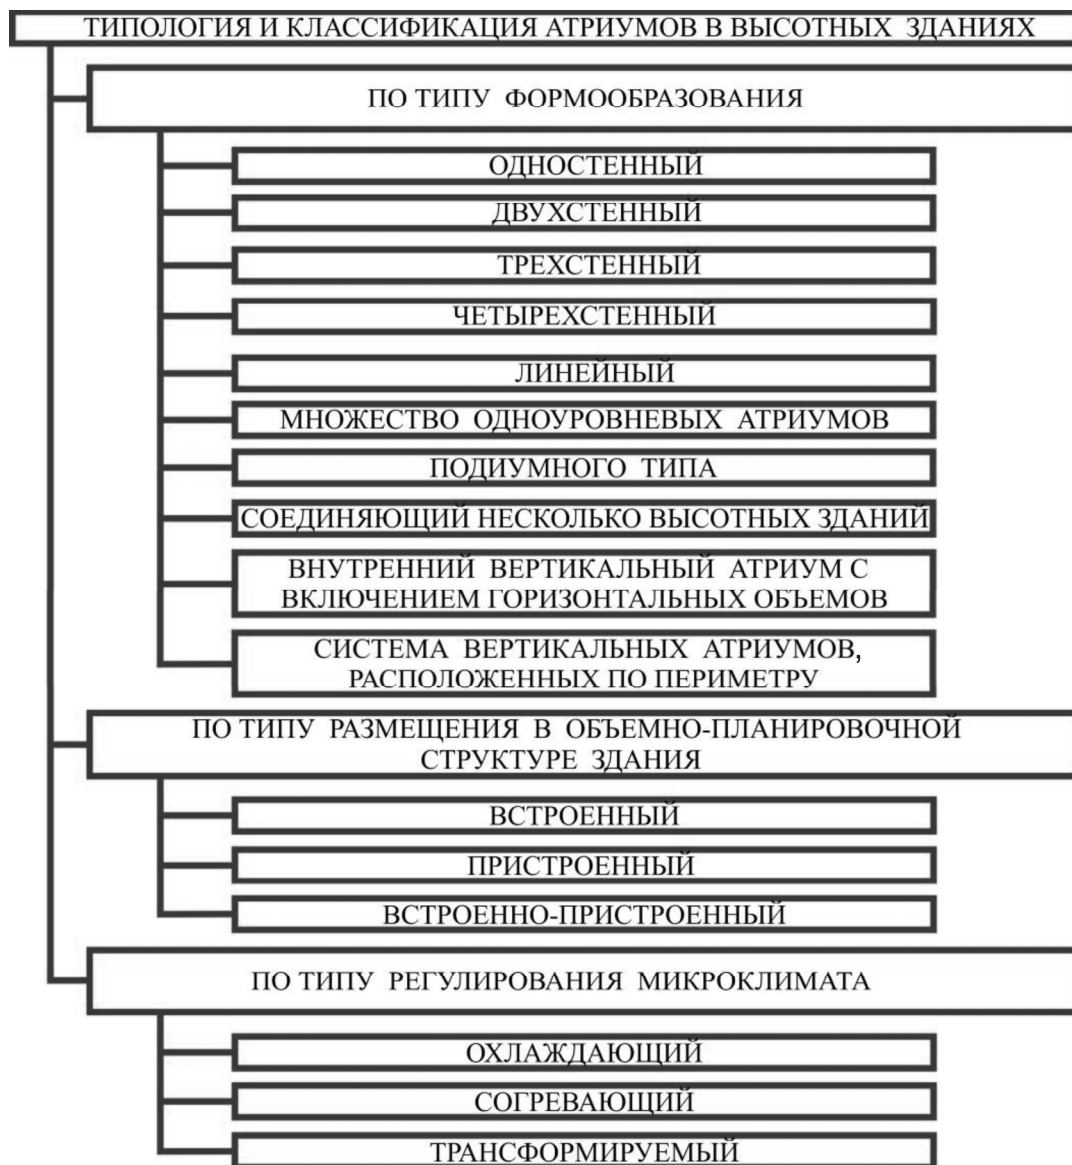 ТИПОЛОГИЯ И КЛАССИФИКАЦИЯ АТРИУМОВ В ВЫСОТНЫХ ЗДАНИЯХ
ПО ТИПУ ФОРМООБРАЗОВАНИЯ
ОДНОСТЕННЫЙ
ДВУХСТЕННЫЙ
ТРЕХСТЕННЫЙ
ЧЕТЫРЕХСТЕННЫЙ
ЛИНЕЙНЫЙ
МНОЖЕСТВО ОДНОУРОВНЕВЫХ АТРИУМОВ
ПОДИУМНОГО ТИПА
СОЕДИНЯЮЩИЙ НЕСКОЛЬКО ВЫСОТНЫХ ЗДАНИЙ
ВНУТРЕННИЙ ВЕРТИКАЛЬНЫЙ АТРИУМ С
ВКЛЮЧЕНИЕМ ГОРИЗОНТАЛЬНЫХ ОБЪЕМОВ
СИСТЕМА ВЕРТИКАЛЬНЫХ АТРИУМОВ,
РАСПОЛОЖЕННЫХ ПО ПЕРИМЕТРУ
ПО ТИПУ РАЗМЕЩЕНИЯ В ОБЪЕМНО-ПЛАНИРОВОЧНОЙ
СТРУКТУРЕ ЗДАНИЯ
ВСТРОЕННЫЙ
ПРИСТРОЕННЫЙ
ВСТРОЕННО-ПРИСТРОЕННЫЙ
ПО ТИПУ РЕГУЛИРОВАНИЯ МИКРОКЛИМАТА
ОХЛАЖДАЮЩИЙ
СОГРЕВАЮЩИЙ
ТРАНСФОРМИРУЕМЫЙ